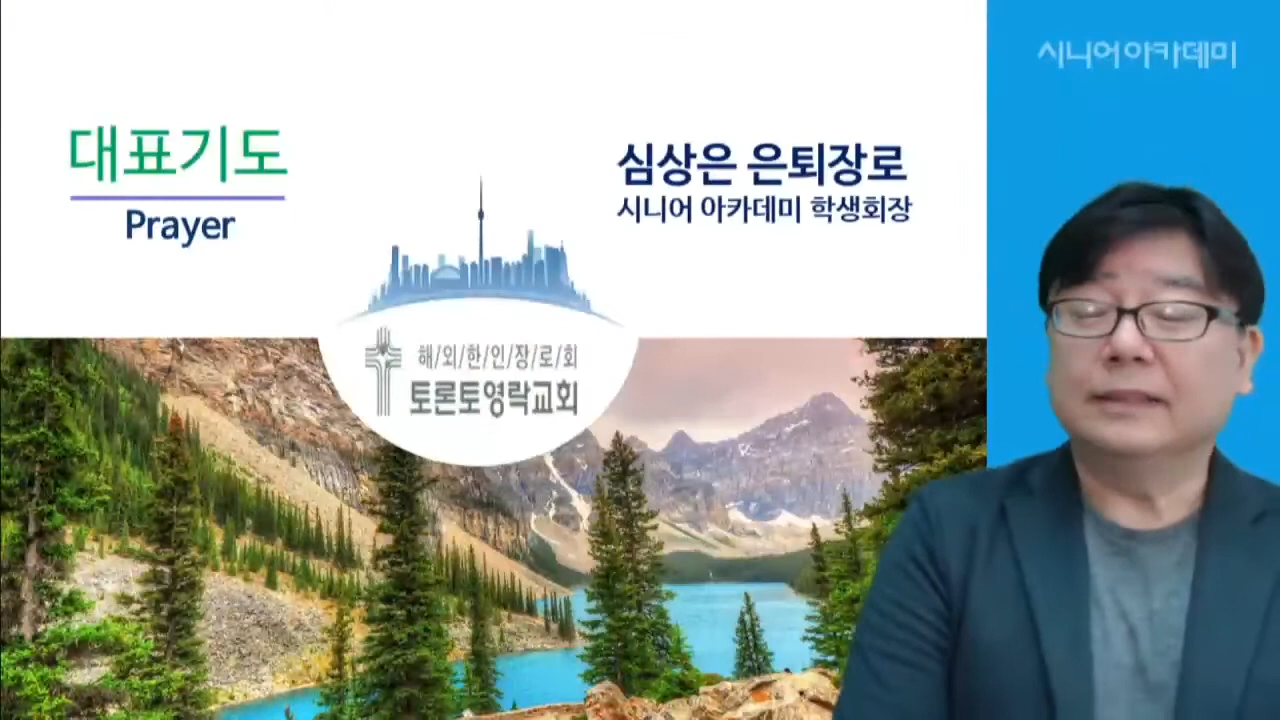 시니어아카데미
대표기도
Prayer
심상은 은퇴장로
시니어 아카데미 학생회장
해/외/한/인/장/로/회
토론토영락교회